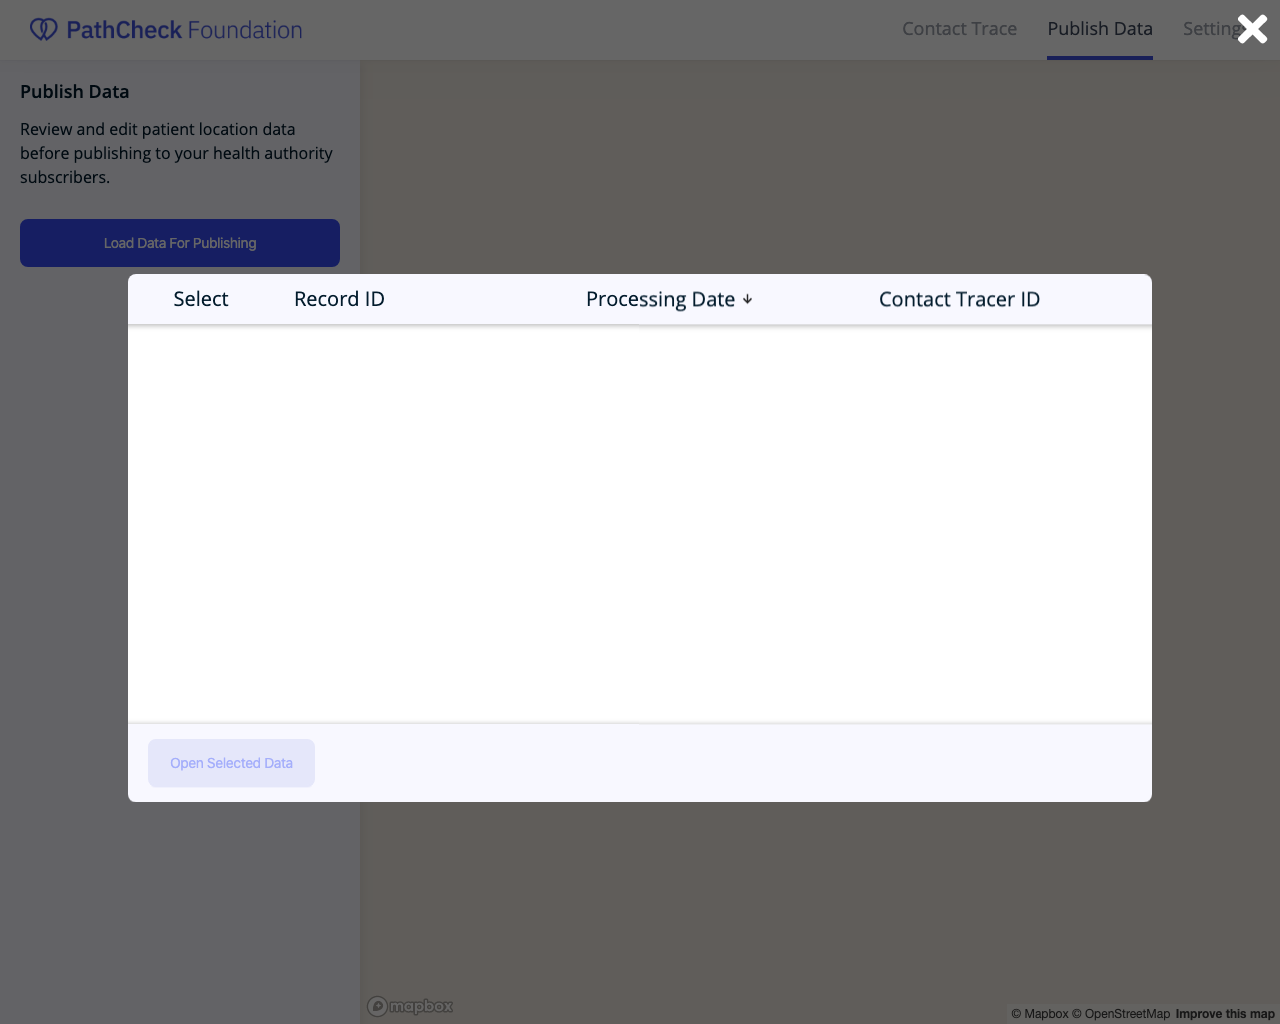 PathCheck Foundation
Contact Trace
Publish Data
Setting
Publish Data
Review and edit patient location data
before publishing to your health authority
subscribers.
Load Data For Publishing
Select
Record ID
Processing Date ↓
Contact Tracer ID
Open Selected Data
mapbox
© Mapbox © OpenStreetMap Improve this map